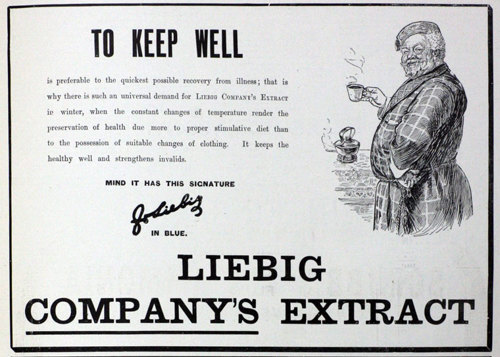 TO KEEP WELL
is preferable to the quickest possible recovery from illness; that is
why there is such an universal demand for LIEBIG COMPANY'S EXTRACT
in winter, when the constant changes of temperature render the
preservation of health due more to proper stimulative diet than
to the possession of suitable changes of clothing. It keeps the
healthy well and strengthens invalids.
MIND IT HAS THIS SIGNATURE
J v Liebig
IN BLUE.
LIEBIG
COMPANY'S EXTRACT